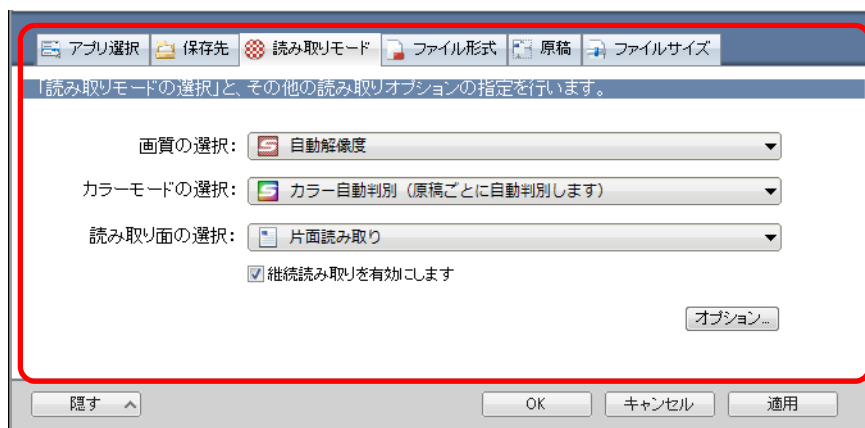 アプリ選択 保存先 読み取りモード ファイル形式 原稿 ファイルサイズ
「読み取りモードの選択」と、その他の読み取りオプションの指定を行います。
画質の選択: 自動解像度
カラーモードの選択: カラー自動判別（原稿ごとに自動判別します）
読み取り面の選択: 片面読み取り
継続読み取りを有効にします
オプション...
隠す OK キャンセル 適用